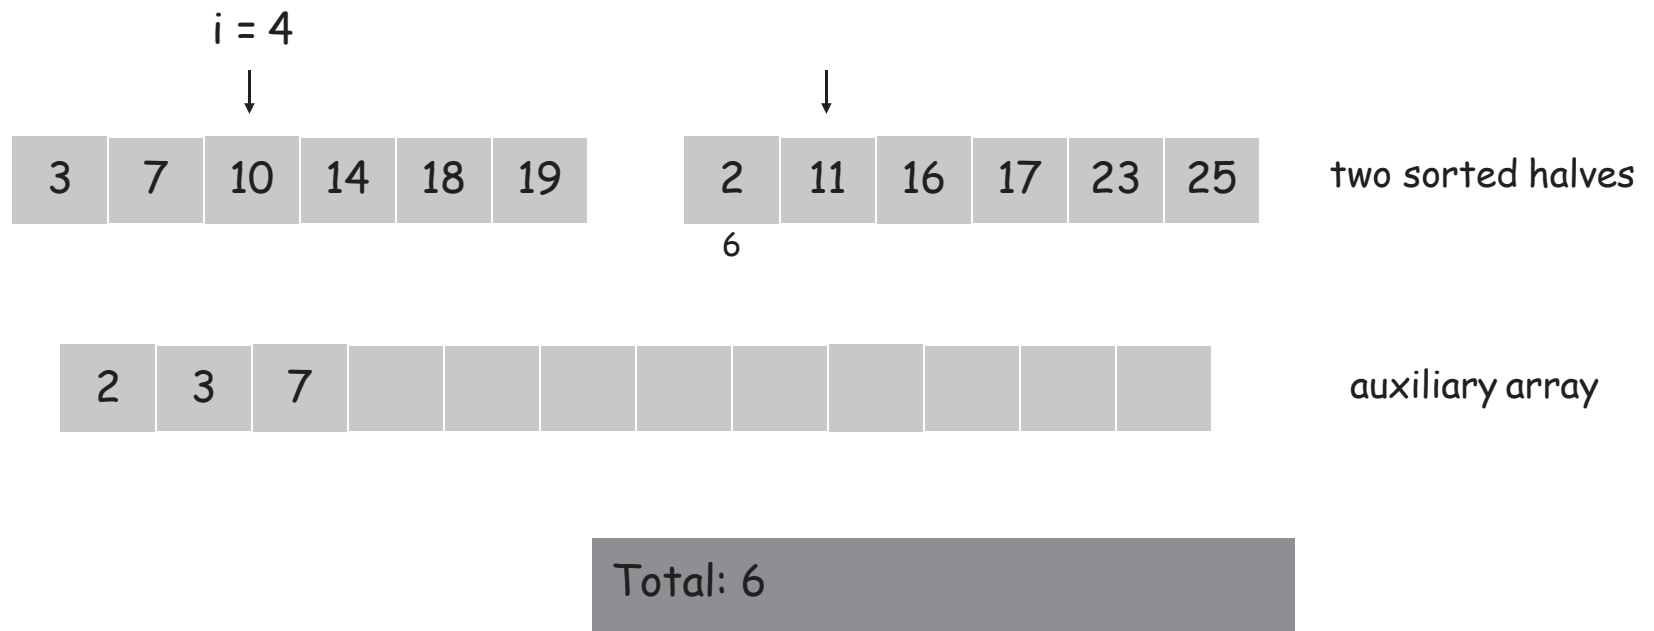 i = 4
3 7 10 14 18 19 2 11 16 17 23 25 two sorted halves
6
2 3 7 auxiliary array
Total: 6